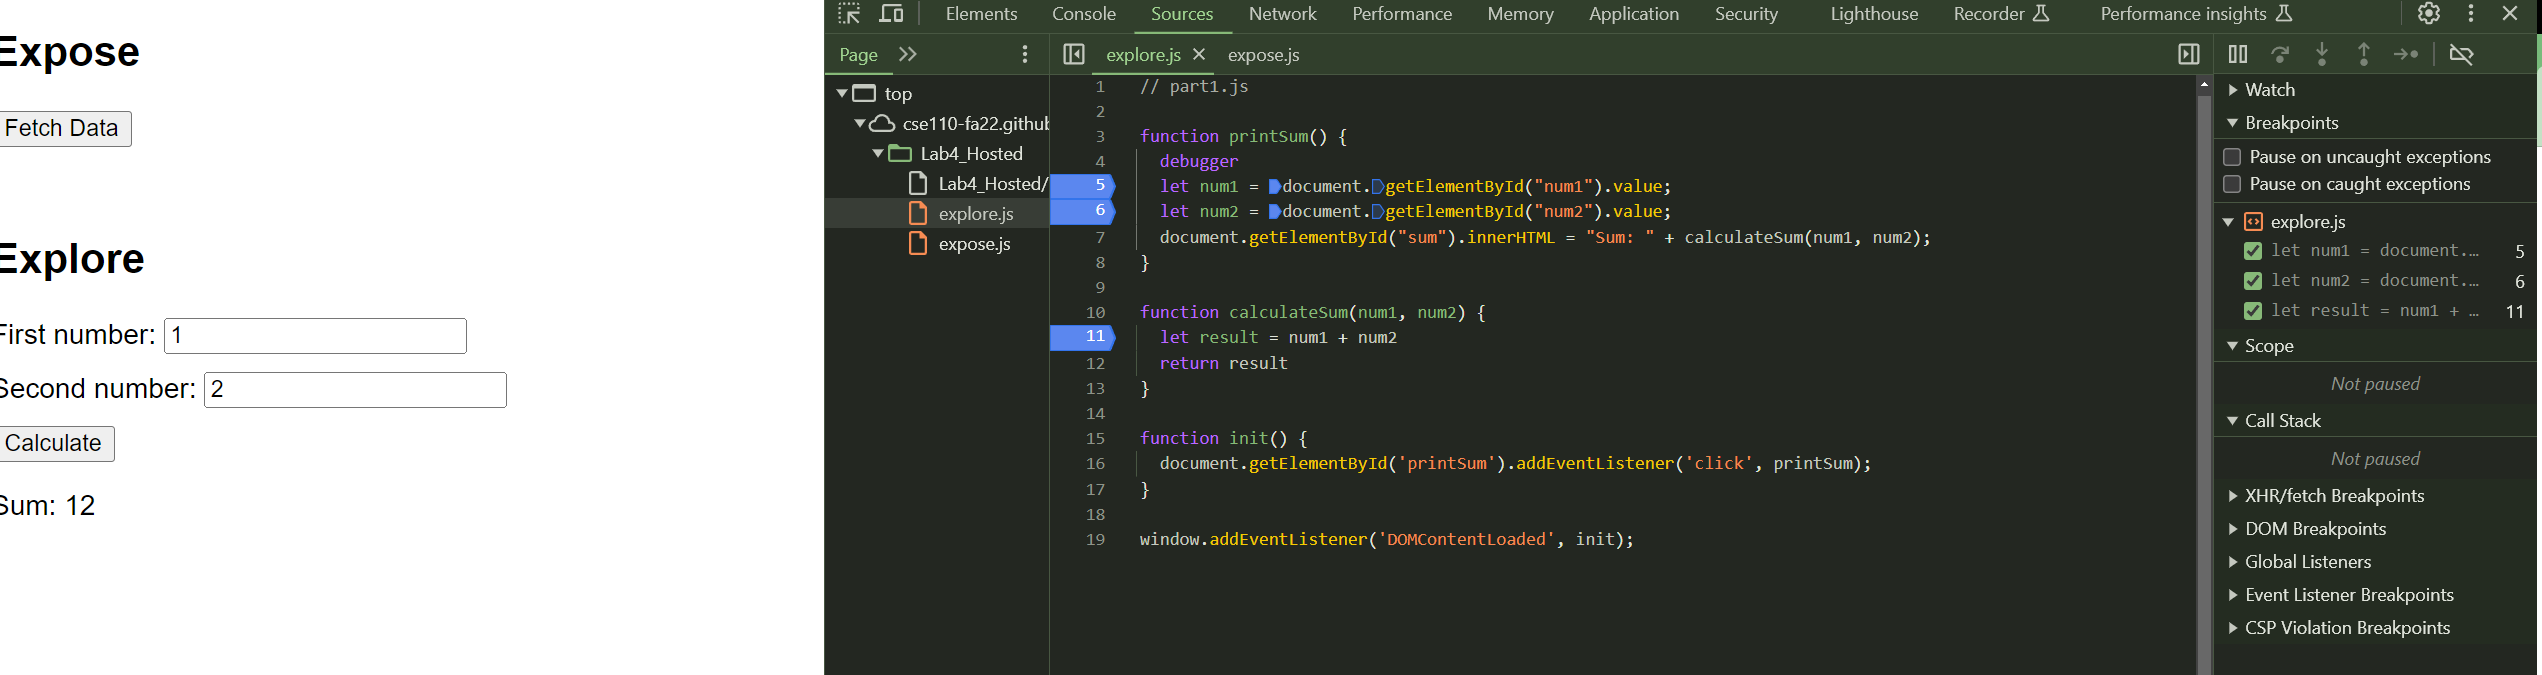 Expose
Fetch Data
Explore
First number: 1
Second number: 2
Calculate
Sum: 12
Elements Console Sources Network Performance Memory Application Security Lighthouse Recorder Performance insights
Page
top
cse110-fa22.github
Lab4_Hosted
Lab4_Hosted/
explore.js
expose.js
explore.js expose.js
1 // part1.js
2
3 function printSum() {
4 debugger
5 let num1 = document.getElementById("num1").value;
6 let num2 = document.getElementById("num2").value;
7 document.getElementById("sum").innerHTML = "Sum: " + calculateSum(num1, num2);
8 }
9
10 function calculateSum(num1, num2) {
11 let result = num1 + num2
12 return result
13 }
14
15 function init() {
16 document.getElementById('printSum').addEventListener('click', printSum);
17 }
18
19 window.addEventListener('DOMContentLoaded', init);
Watch
Breakpoints
Pause on uncaught exceptions
Pause on caught exceptions
explore.js
let num1 = document.… 5
let num2 = document.… 6
let result = num1 + … 11
Scope
Not paused
Call Stack
Not paused
XHR/fetch Breakpoints
DOM Breakpoints
Global Listeners
Event Listener Breakpoints
CSP Violation Breakpoints